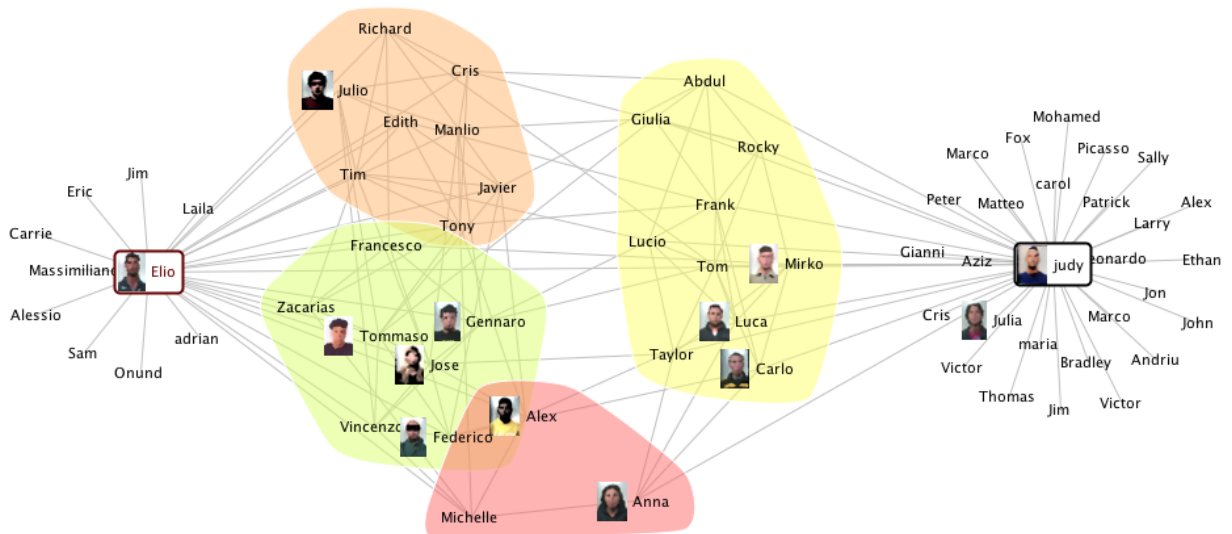 Richard
Cris
Julio
Edith
Manlio
Tim
Javier
Tony
Abdul
Giulia
Rocky
Frank
Lucio
Tom
Mirko
Luca
Taylor
Carlo
Francesco
Zacarias
Tommaso
Gennaro
Jose
Vincenzo
Federico
Alex
Anna
Michelle
Jim
Eric
Laila
Carrie
Massimiliano
Elio
Alessio
adrian
Sam
Onund
Mohamed
Fox
Picasso
Marco
Sally
carol
Peter
Matteo
Patrick
Alex
Larry
Gianni
Aziz
judy
eonardo
Ethan
Jon
Cris
Julia
Marco
John
maria
Victor
Bradley
Andriu
Thomas
Jim
Victor